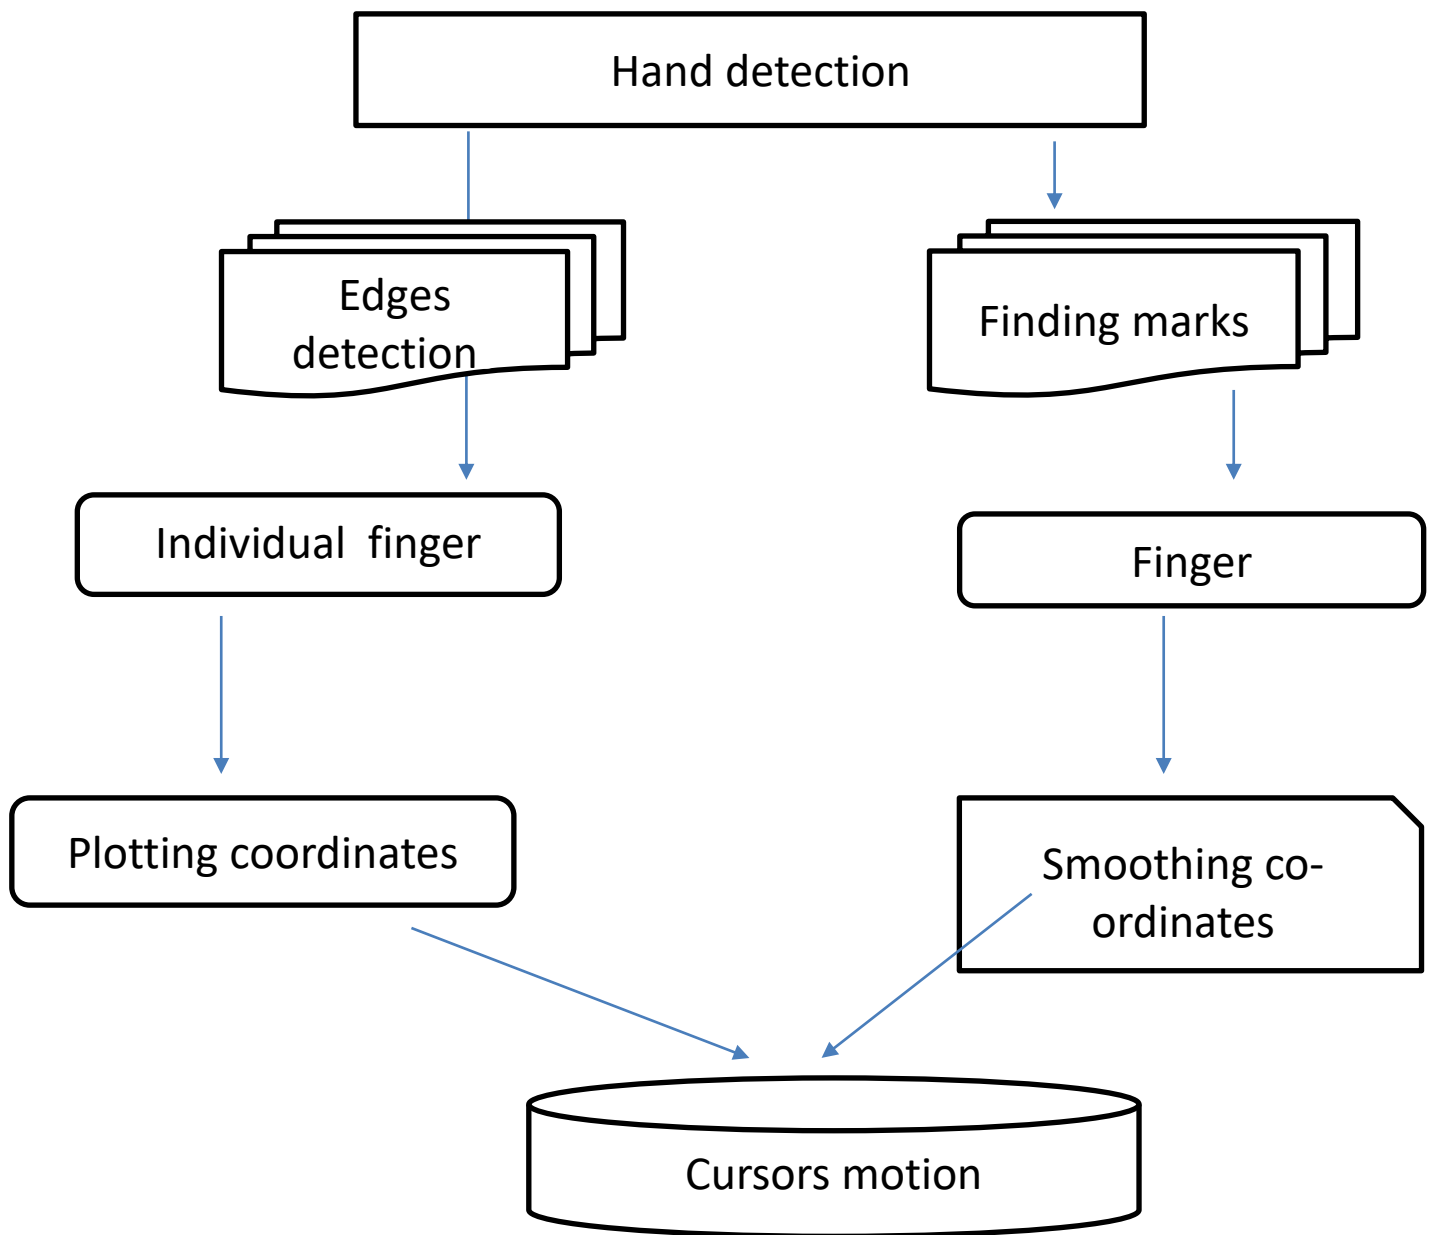 Hand detection
Edges
detection
Finding marks
Individual  finger
Finger
Plotting coordinates
Smoothing co-
ordinates
Cursors motion